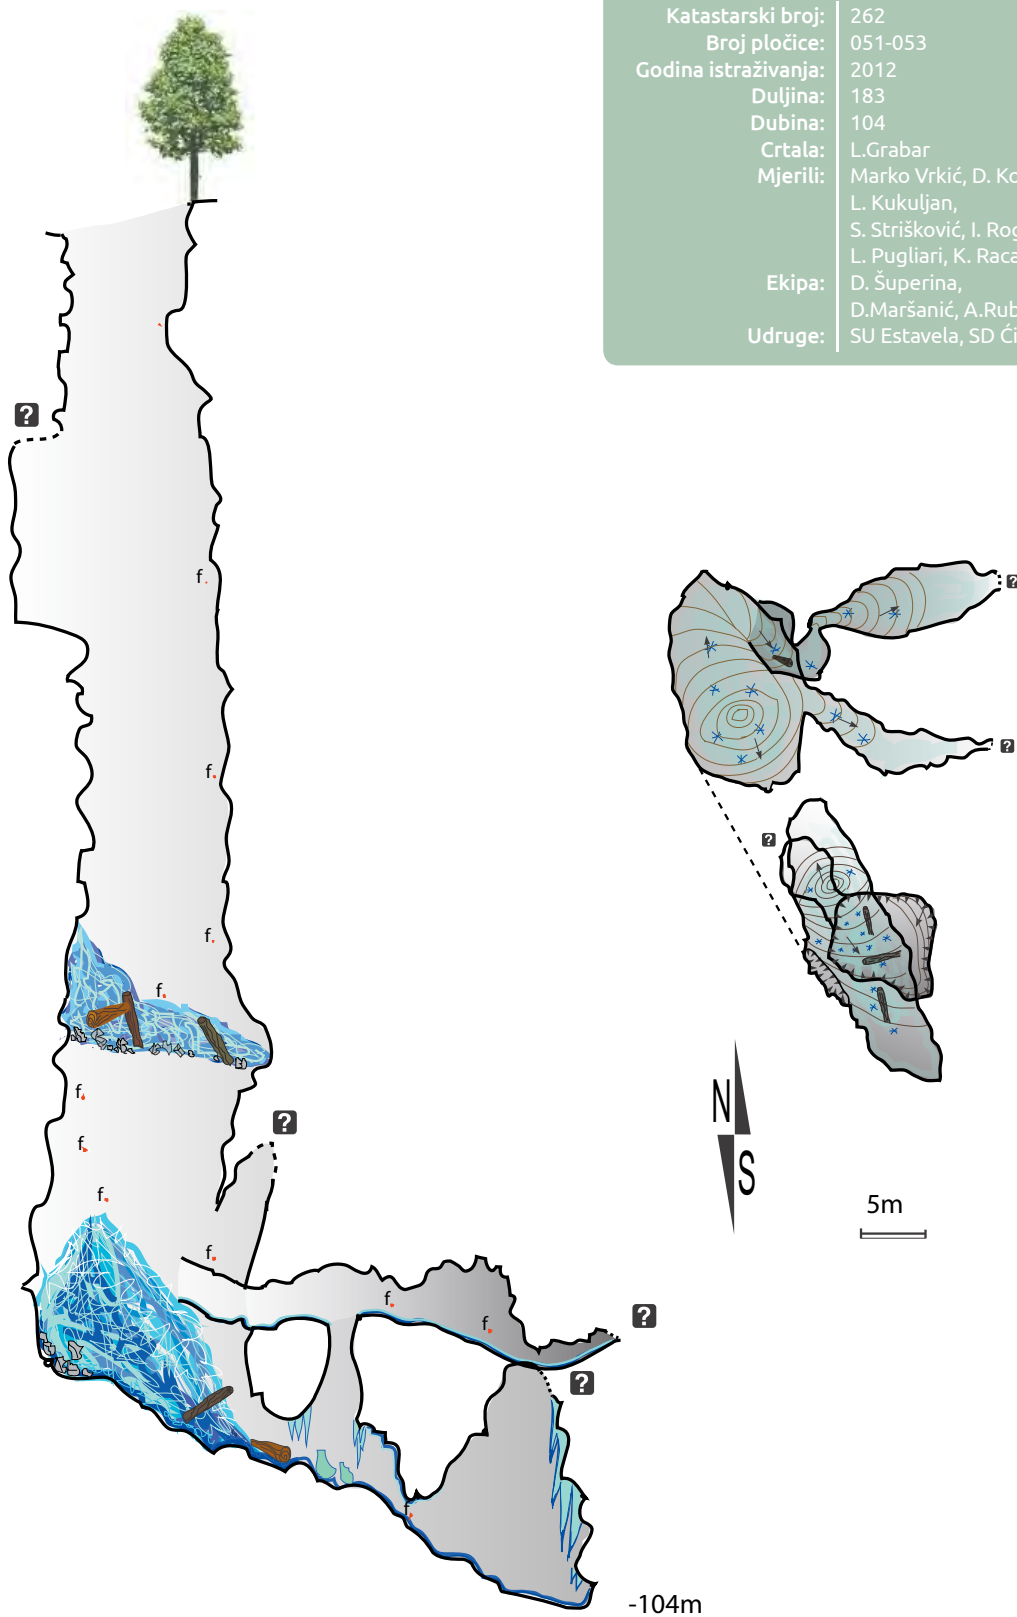 Katastarski broj: 262
Broj pločice: 051-053
Godina istraživanja: 2012
Duljina: 183
Dubina: 104
Crtala: L.Grabar
Mjerili: Marko Vrkić, D. Ko
L. Kukuljan,
S. Strišković, I. Rog
L. Pugliari, K. Raca
Ekipa: D. Šuperina,
D.Maršanić, A.Rub
Udruge: SU Estavela, SD Ći
?
f.
?
f.
?
?
f.
f.
f.
f.
?
f.
N
S
f.
5m
f.
f.
f.
?
?
f.
-104m